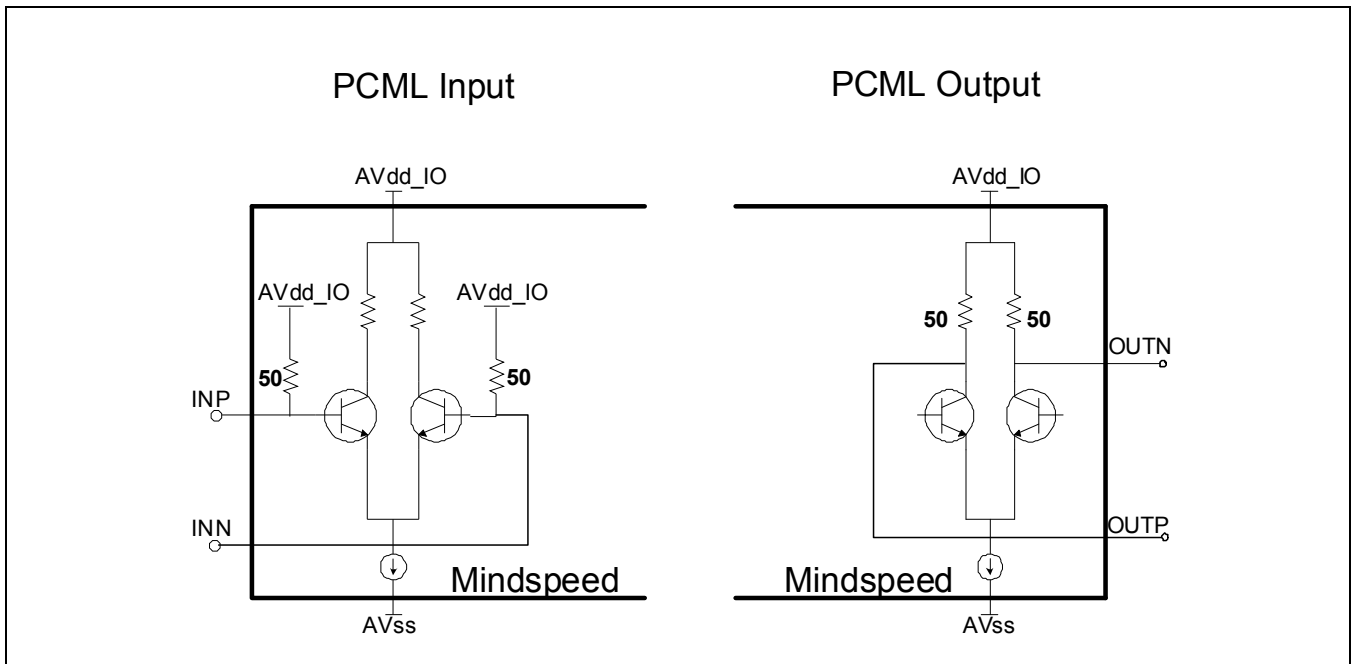 PCML Input
PCML Output
AVdd_IO
AVdd_IO
AVdd_IO
AVdd_IO
50
50
50
50
OUTN
INP
INN
OUTP
Mindspeed
Mindspeed
AVss
AVss